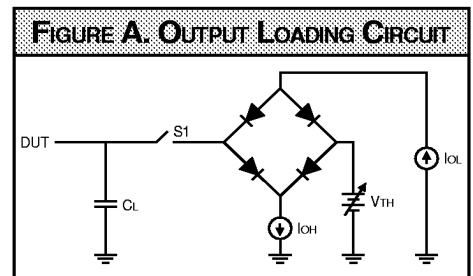 FIGURE A. OUTPUT LOADING CIRCUIT
DUT
S1
IOL
CL
VTH
IOH